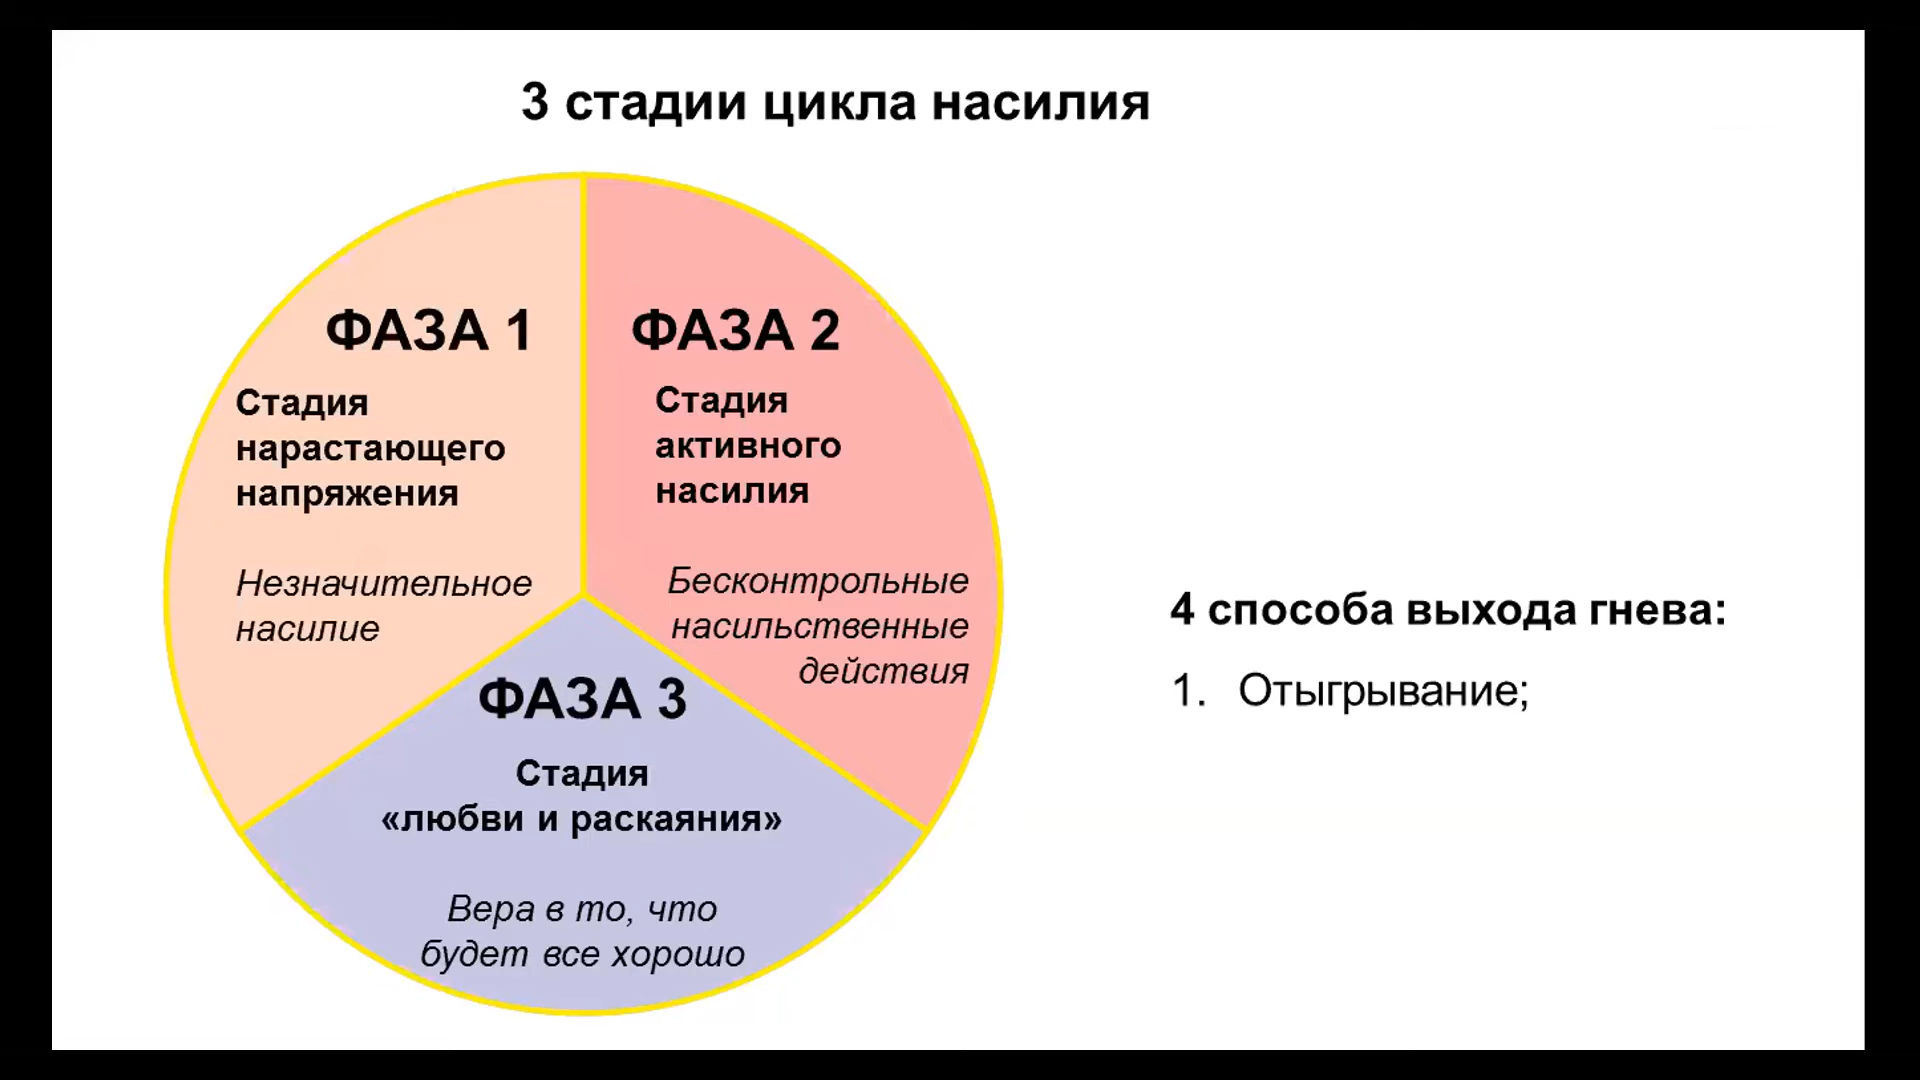 3 стадии цикла насилия
ФАЗА 1
Стадия
нарастающего
напряжения
Незначительное
насилие
ФАЗА 2
Стадия
активного
насилия
Бесконтрольные
насильственные
действия
ФАЗА 3
Стадия
«любви и раскаяния»
Вера в то, что
будет все хорошо
4 способа выхода гнева:
1. Отыгрывание;